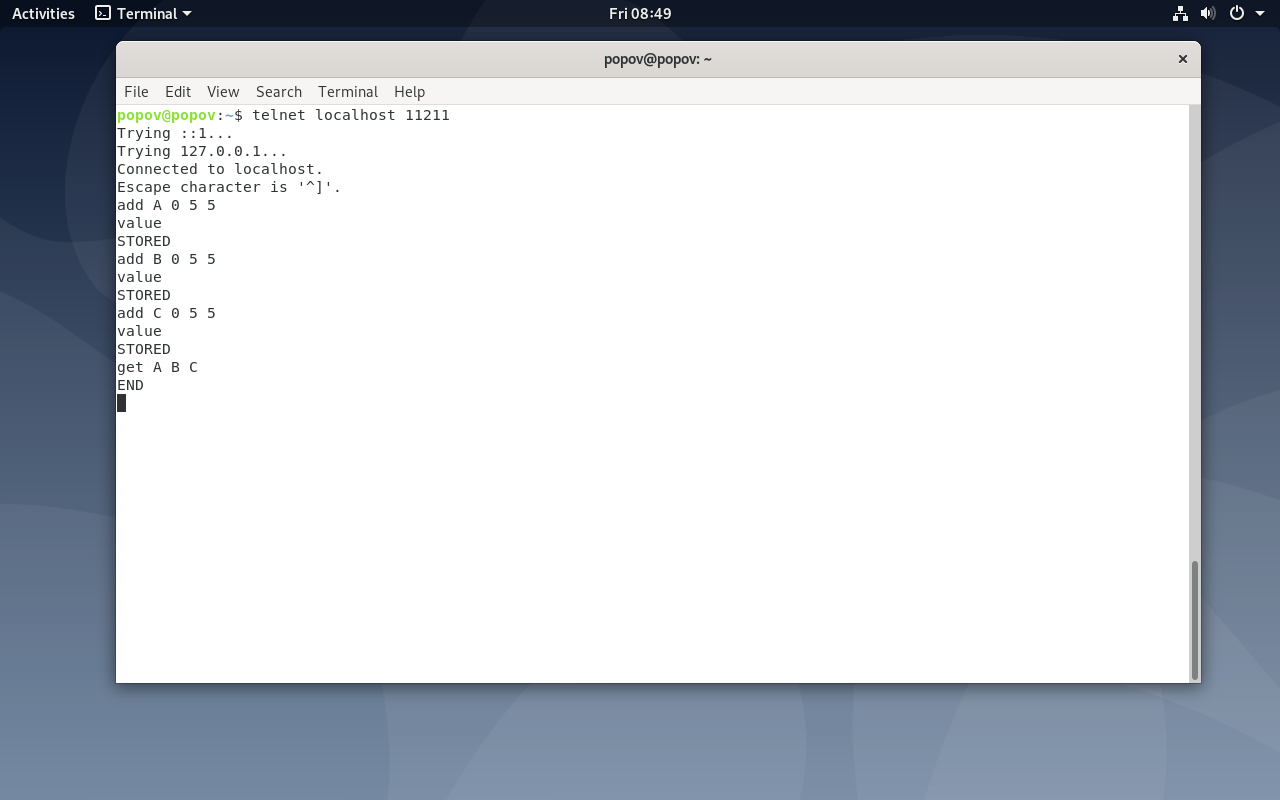 Activities
Terminal
Fri 08:49
popov@popov: ~
File Edit View Search Terminal Help
popov@popov:~$ telnet localhost 11211
Trying ::1...
Trying 127.0.0.1...
Connected to localhost.
Escape character is '^]'.
add A 0 5 5
value
STORED
add B 0 5 5
value
STORED
add C 0 5 5
value
STORED
get A B C
END